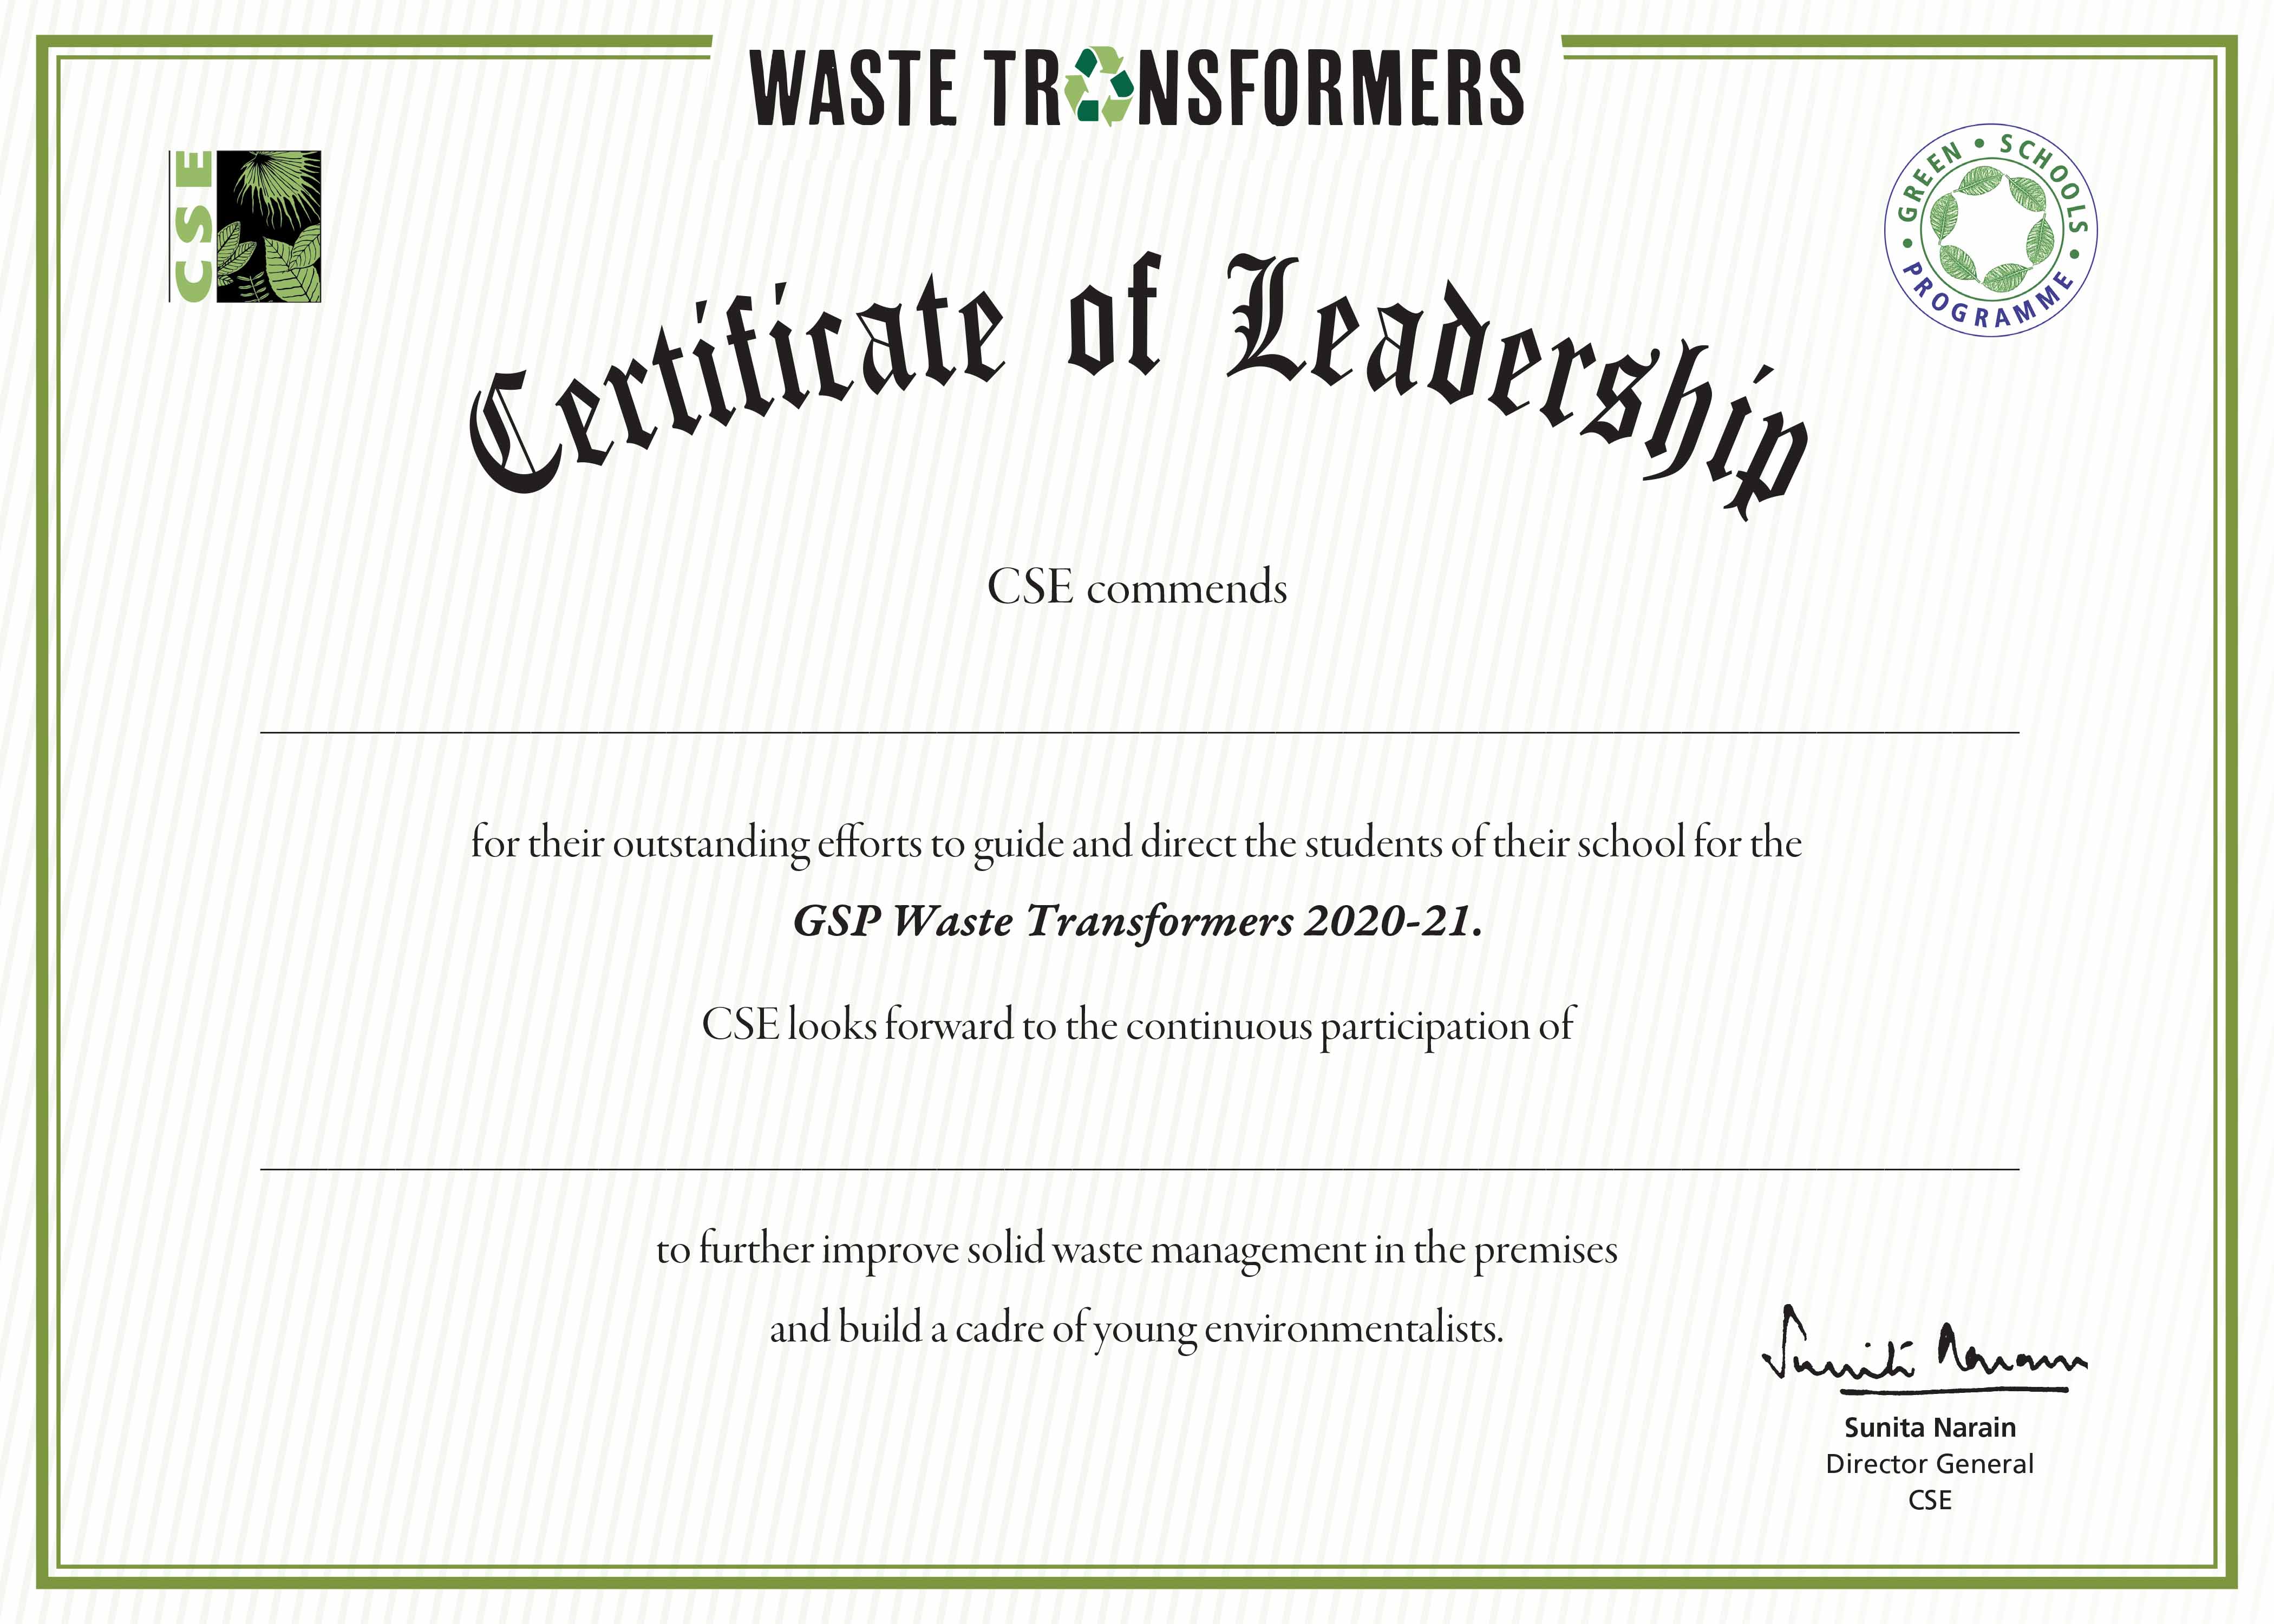 WASTE TRANSFORMERS
CSE
GREEN • SCHOOLS • PROGRAMME •
Certificate of Leadership
CSE commends
for their outstanding efforts to guide and direct the students of their school for the
GSP Waste Transformers 2020-21.
CSE looks forward to the continuous participation of
to further improve solid waste management in the premises
and build a cadre of young environmentalists.
Sunita Narain
Sunita Narain
Director General
CSE